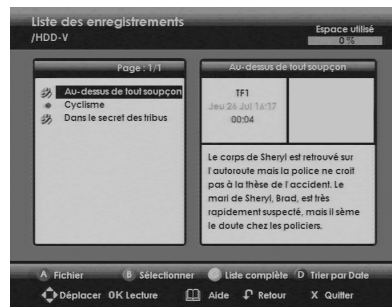 Liste des enregistrements
/HDD-V
Espace utilisé
0 %
Page : 1/1
Au-dessus de tout soupçon
Cyclisme
Dans le secret des tribus
Au-dessus de tout soupçon
TF1
Jeu 26 Jul 16:17
00:04
Le corps de Sheryl est retrouvé sur
l'autoroute mais la police ne croit
pas à la thèse de l'accident. Le
mari de Sheryl, Brad, est très
rapidement suspecté, mais il sème
le doute chez les policiers.
A Fichier B Sélectionner Liste complète D Trier par Date
Déplacer OK Lecture Aide Retour X Quitter